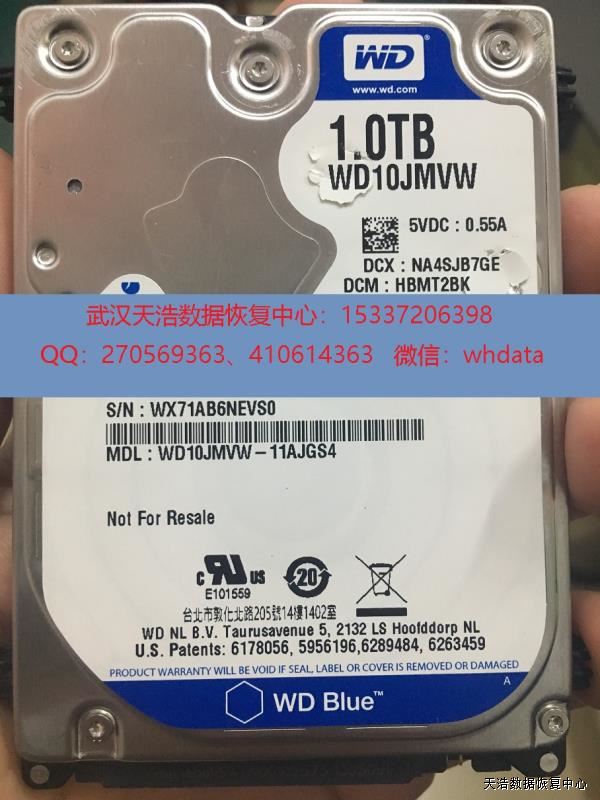 WD
www.wd.com
1.0TB
WD10JMVW
5VDC : 0.55A
DCX : NA4SJB7GE
DCM : HBMT2BK
武汉天浩数据恢复中心：15337206398
QQ：270569363、410614363 微信：whdata
S/N : WX71AB6NEVS0
MDL : WD10JMVW-11AJGS4
Not For Resale
c RU US
E101559
20
台北市敦化北路205號14樓1402室
WD NL B.V. Taurusavenue 5, 2132 LS Hoofddorp NL
U.S. Patents: 6178056, 5956196,6289484, 6263459
PRODUCT WARRANTY WILL BE VOID IF SEAL, LABEL OR COVER IS REMOVED OR DAMAGED
A
WD Blue™
天浩数据恢复中心